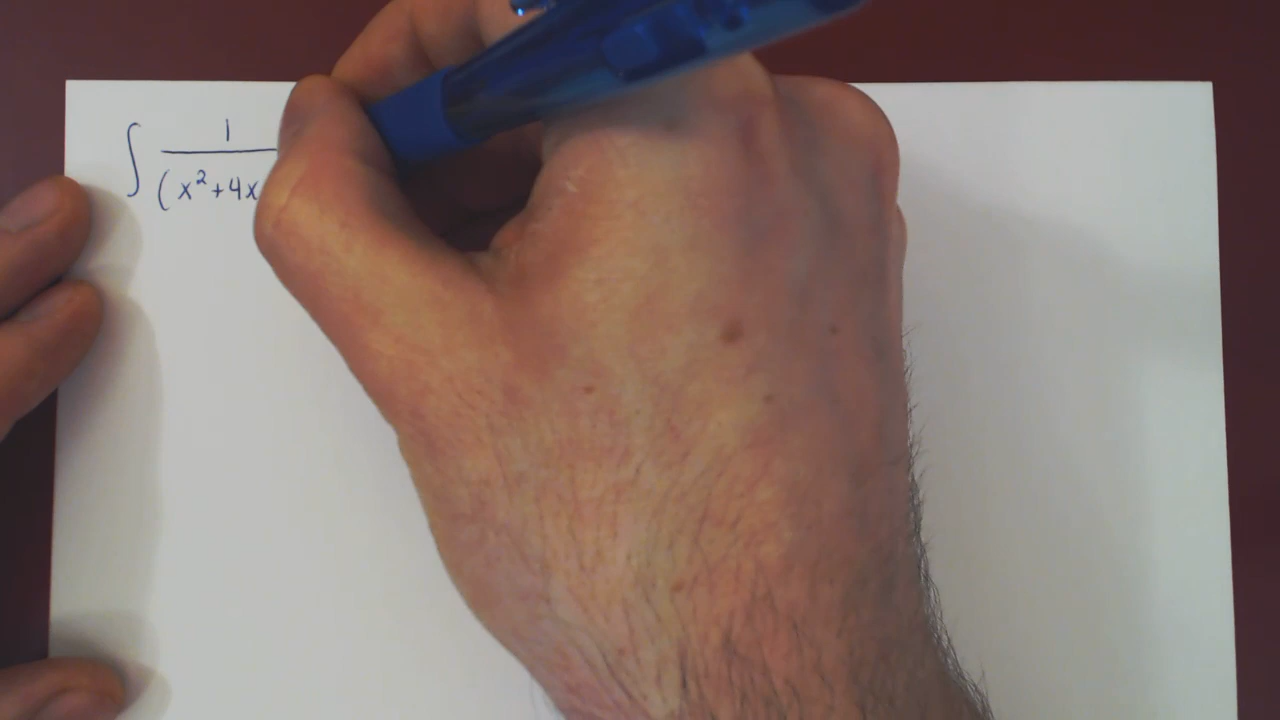 ∫ 1 / (x²+4x